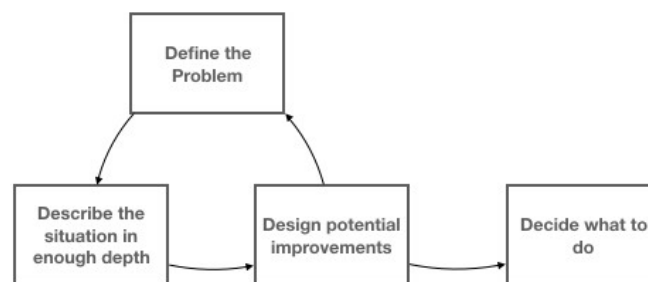 Define the
Problem
Describe the
situation in
enough depth
Design potential
improvements
Decide what to
do